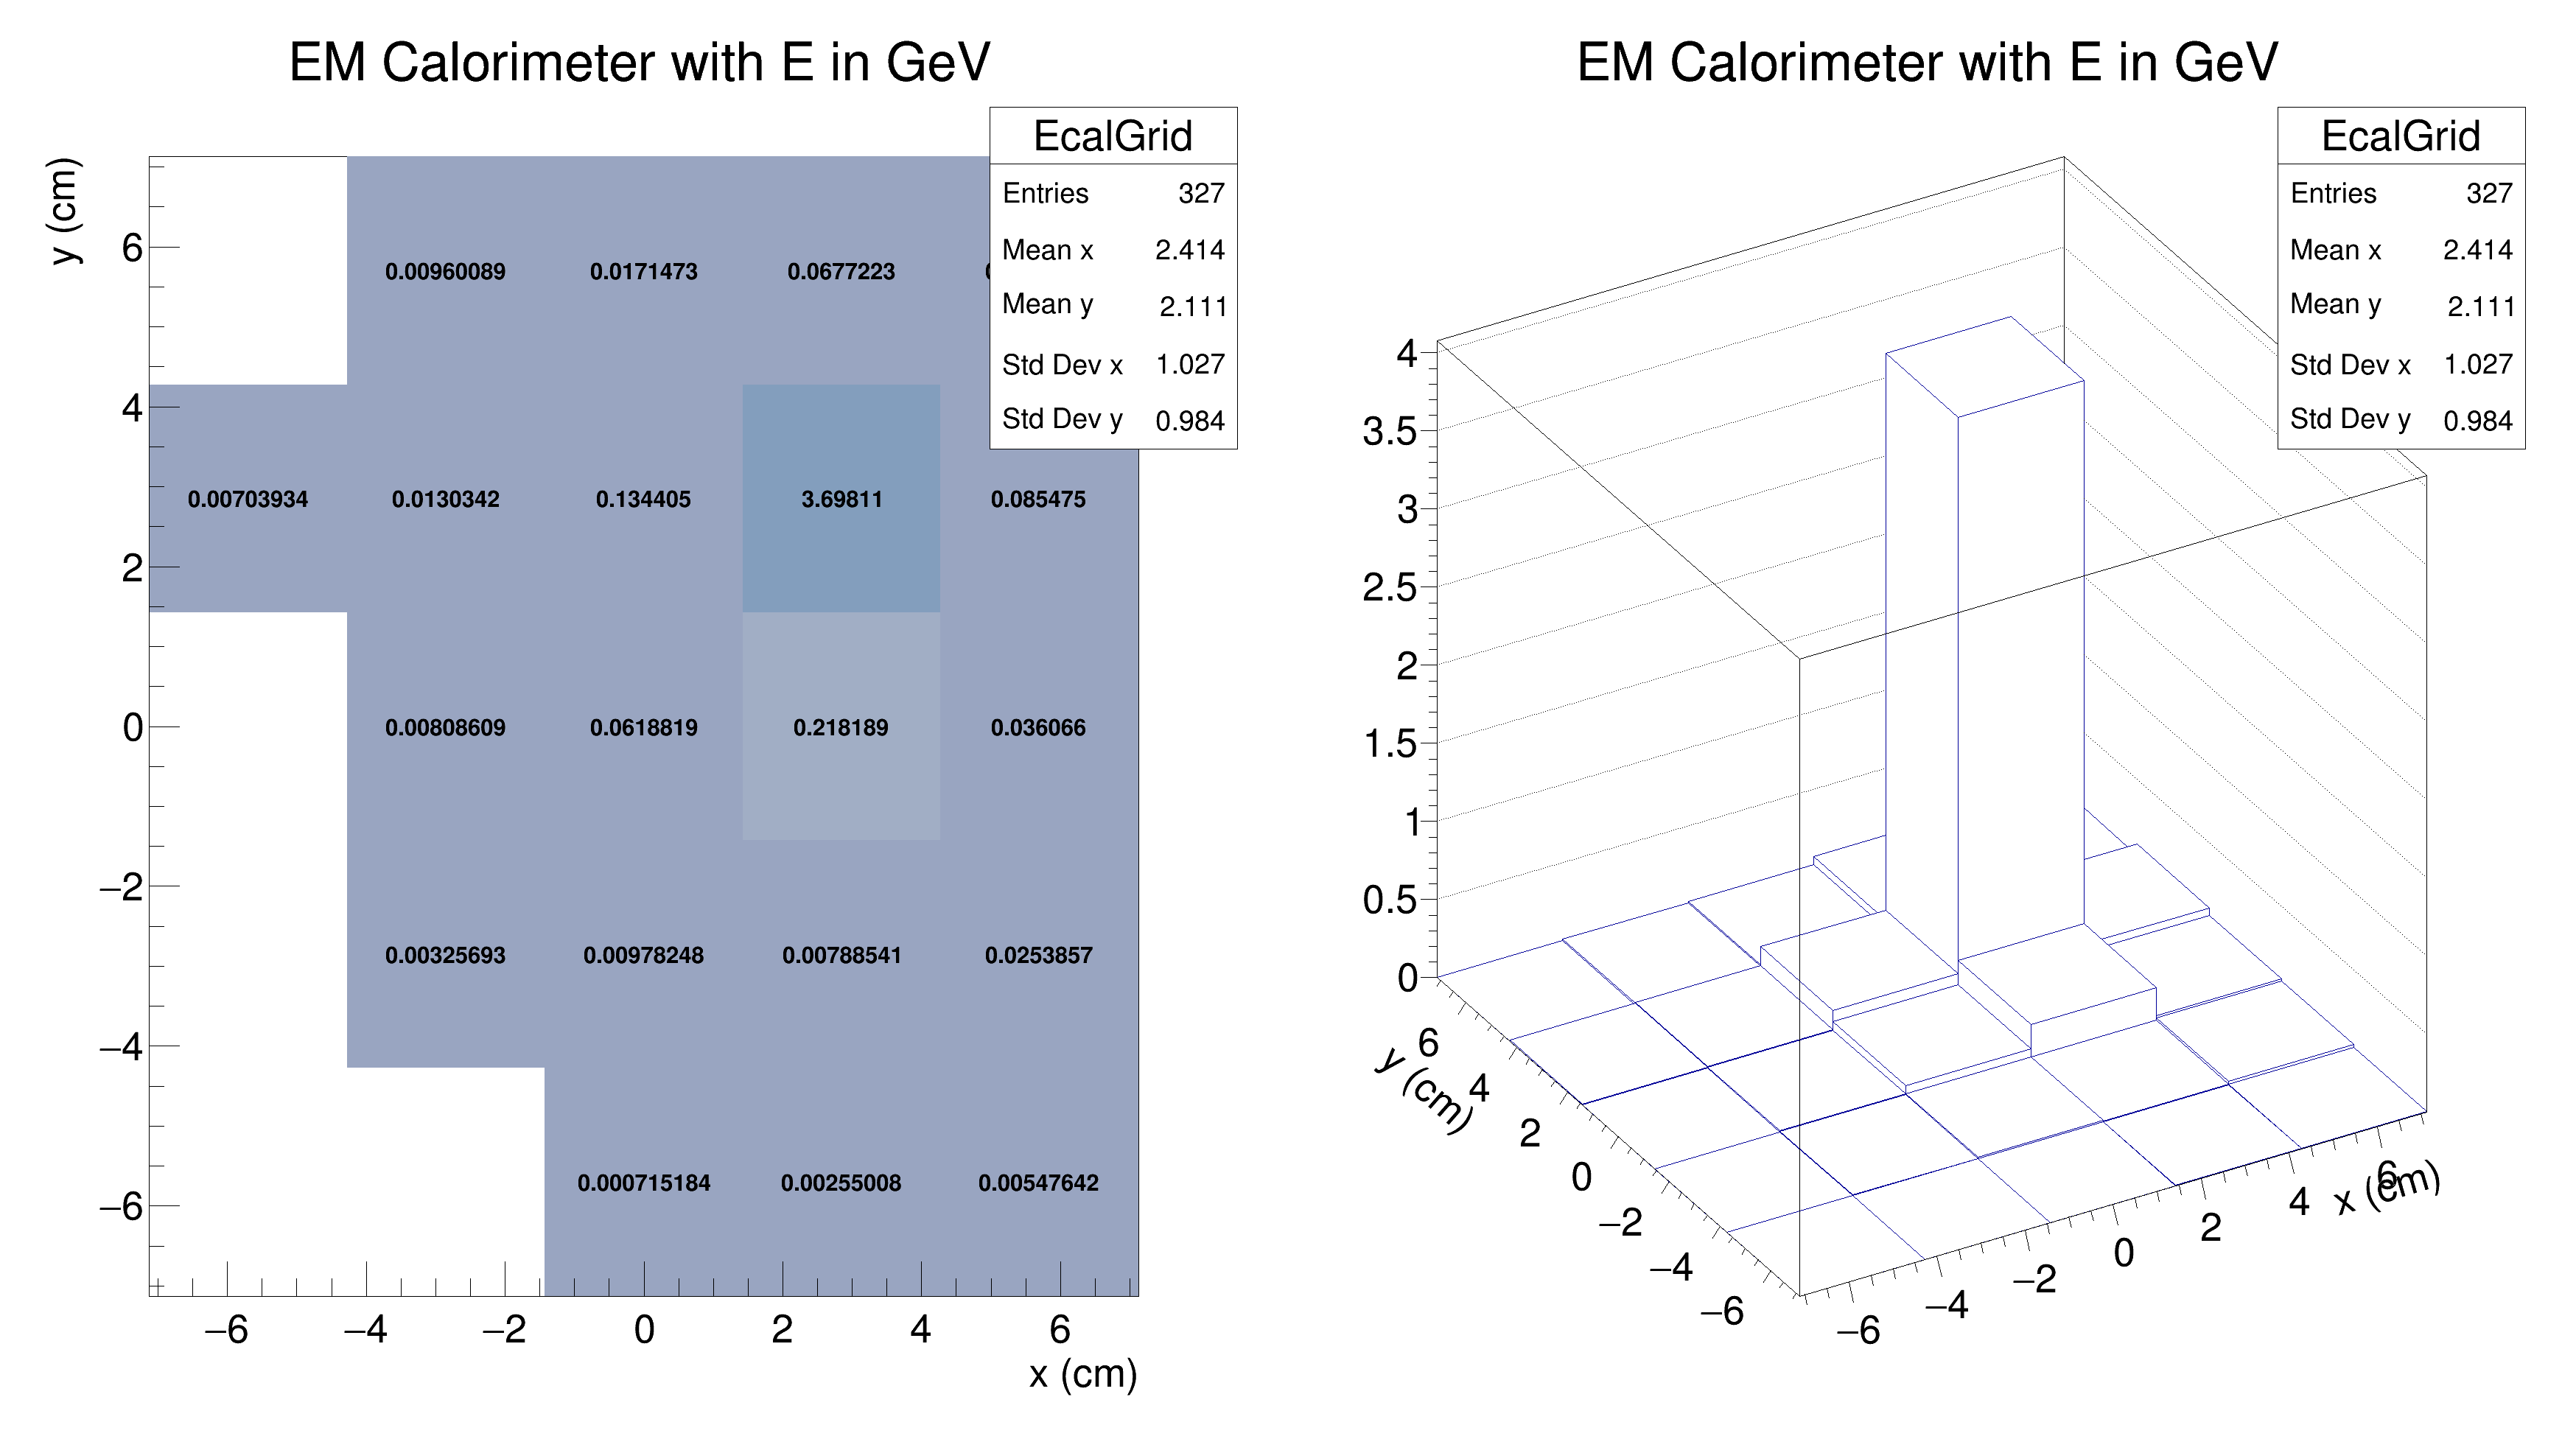 EM Calorimeter with E in GeV
EcalGrid
Entries 327
Mean x 2.414
Mean y 2.111
Std Dev x 1.027
Std Dev y 0.984
y (cm)
6
4
2
0
−2
−4
−6
0.00960089 0.0171473 0.0677223
0.00703934 0.0130342 0.134405 3.69811 0.085475
0.00808609 0.0618819 0.218189 0.036066
0.00325693 0.00978248 0.00788541 0.0253857
0.000715184 0.00255008 0.00547642
−6 −4 −2 0 2 4 6
x (cm)
EM Calorimeter with E in GeV
EcalGrid
Entries 327
Mean x 2.414
Mean y 2.111
Std Dev x 1.027
Std Dev y 0.984
4
3.5
3
2.5
2
1.5
1
0.5
0
y (cm)
6
4
2
0
−2
−4
−6
−6 −4 −2 0 2 4 6
x (cm)